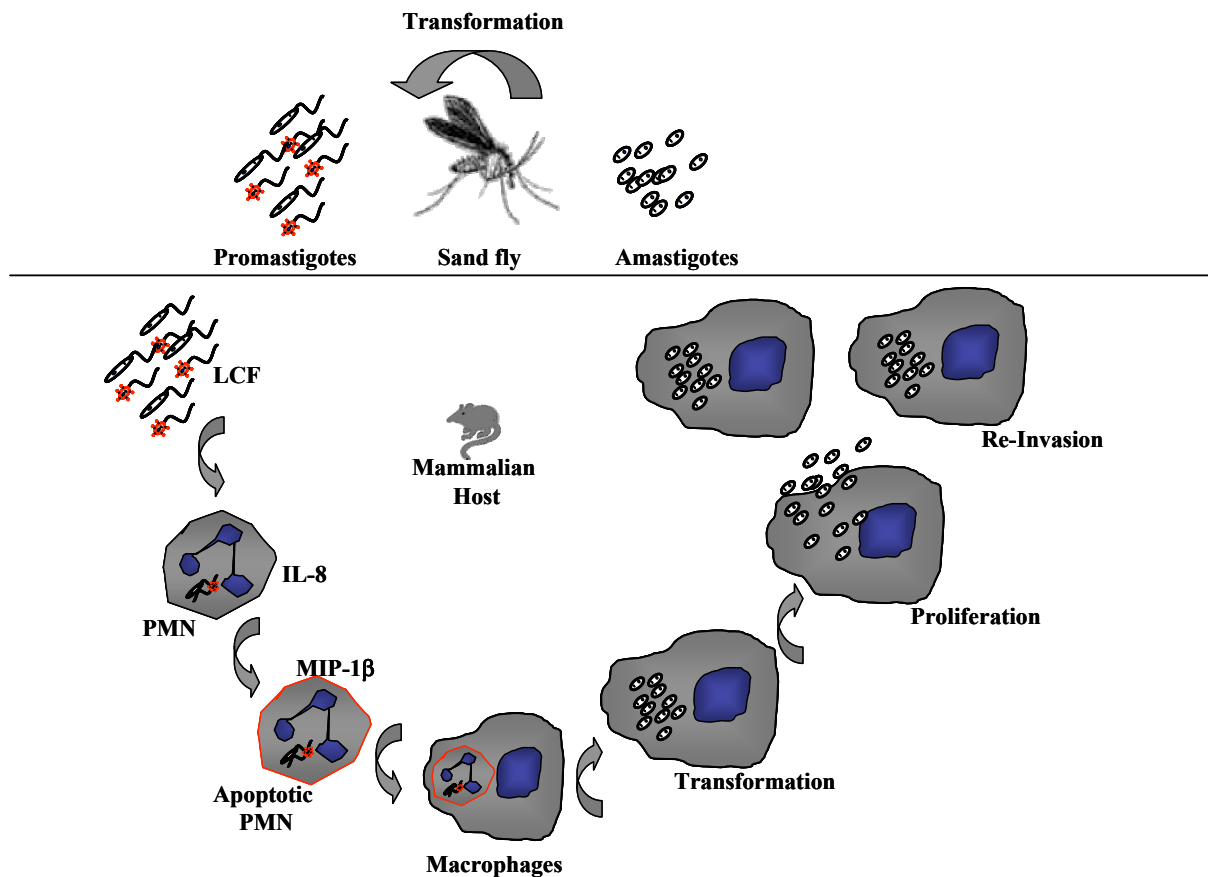 Transformation
Promastigotes
Sand fly
Amastigotes
LCF
Mammalian
Host
Re-Invasion
IL-8
PMN
Proliferation
MIP-1β
Transformation
Apoptotic
PMN
Macrophages